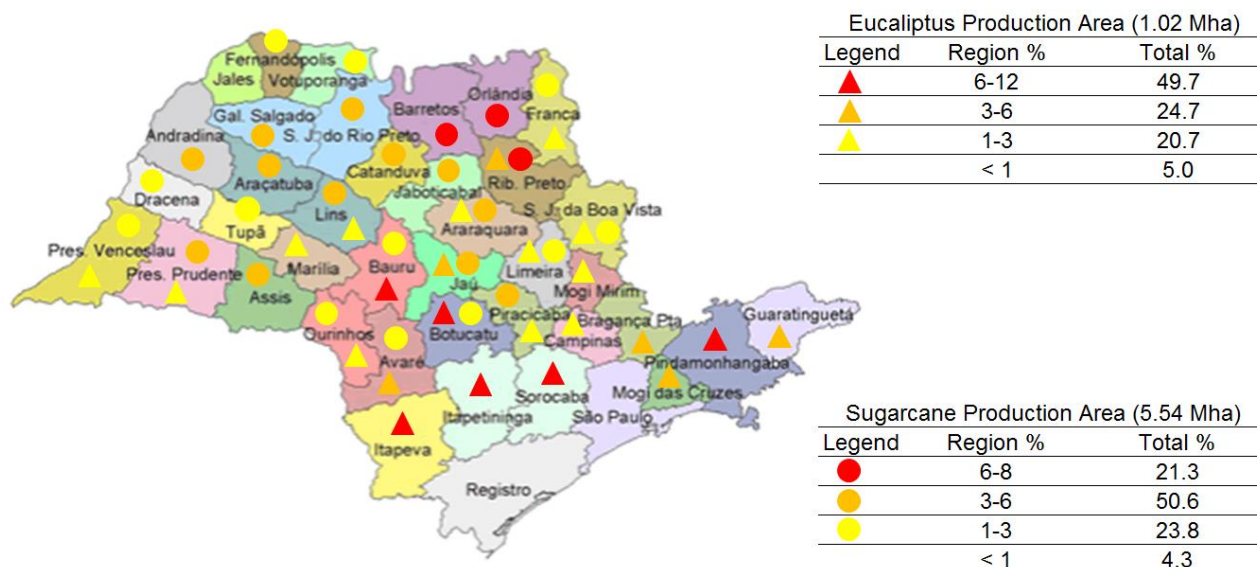 Fernandópolis
Jales
Votuporanga
Gal. Salgado
S. J. do Rio Preto
Andradina
Barretos
Orlândia
Franca
Catanduva
Araçatuba
Jaboticabal
Rib. Preto
Dracena
Lins
Tupã
Araraquara
S. J. da Boa Vista
Pres. Venceslau
Pres. Prudente
Marília
Bauru
Jaú
Limeira
Mogi Mirim
Assis
Ourinhos
Botucatu
Piracicaba
Campinas
Bragança Pta
Guaratinguetá
Avaré
Pindamonhangaba
Mogi das Cruzes
Itapetininga
Sorocaba
São Paulo
Itapeva
Registro
Eucaliptus Production Area (1.02 Mha)
Legend Region % Total %
6-12 49.7
3-6 24.7
1-3 20.7
< 1 5.0
Sugarcane Production Area (5.54 Mha)
Legend Region % Total %
6-8 21.3
3-6 50.6
1-3 23.8
< 1 4.3